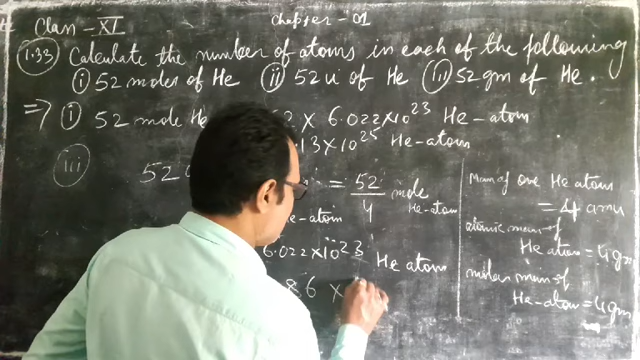 Class - XI
Chapter - 01
1.33 Calculate the number of atoms in each of the following
(i) 52 moles of He (ii) 52 u of He (iii) 52 gm of He.
=> (i) 52 mole He 2 × 6.022×10^23 He-atom
.13×10^25 He-atom
(iii) 52 = 52/4 mole He-atom
He-atom
6.022×10^23 He atom
86 ×
Mass of one He atom
= 4 amu
atomic mass of
He atom = 4 gm
molar mass of
He-atom = 4 gm